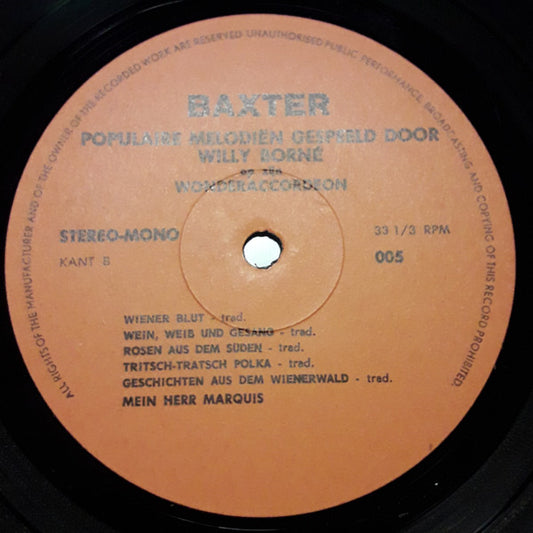 ALL RIGHTS OF THE MANUFACTURER AND OF THE OWNER OF THE RECORDED WORK ARE RESERVED UNAUTHORISED PUBLIC PERFORMANCE, BROADCASTING AND COPYING OF THIS RECORD PROHIBITED.
BAXTER
POPULAIRE MELODIËN GESPEELD DOOR
WILLY BORNÉ
op zijn
WONDERACCORDEON
STEREO-MONO
33 1/3 RPM
KANT B
005
WIENER BLUT - trad.
WEIN, WEIß UND GESANG - trad.
ROSEN AUS DEM SÜDEN - trad.
TRITSCH-TRATSCH POLKA - trad.
GESCHICHTEN AUS DEM WIENERWALD - trad.
MEIN HERR MARQUIS